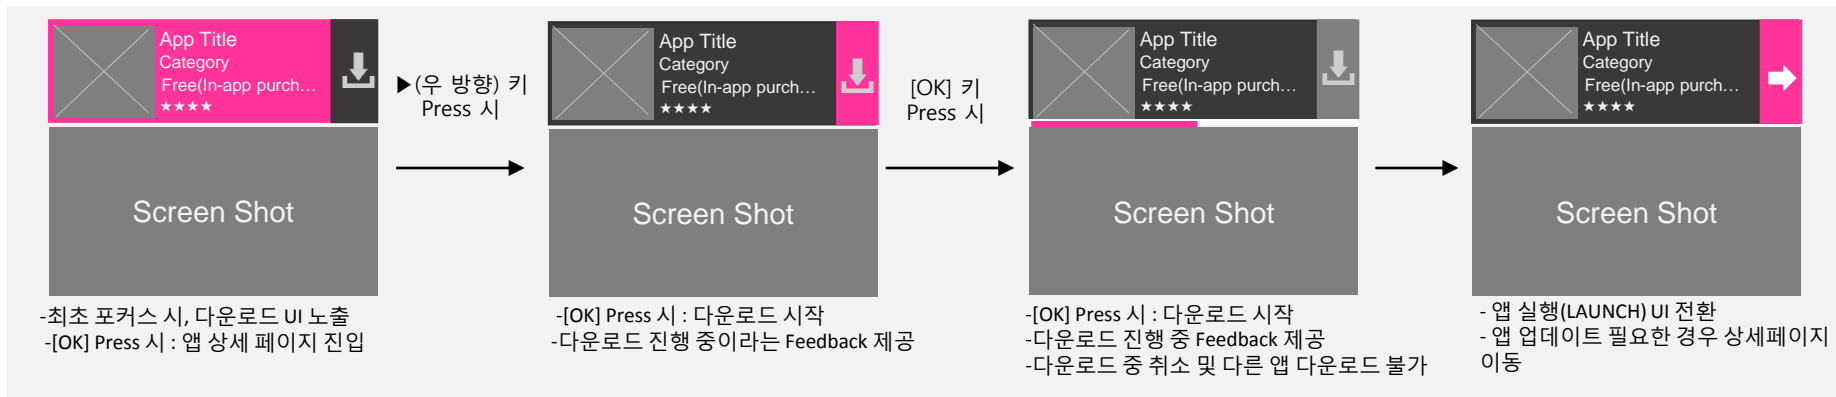 App Title
Category
Free(In-app purch…
★★★★
Screen Shot
-최초 포커스 시, 다운로드 UI 노출
-[OK] Press 시 : 앱 상세 페이지 진입
▶(우 방향) 키
Press 시
App Title
Category
Free(In-app purch…
★★★★
Screen Shot
-[OK] Press 시 : 다운로드 시작
-다운로드 진행 중이라는 Feedback 제공
[OK] 키
Press 시
App Title
Category
Free(In-app purch…
★★★★
Screen Shot
-[OK] Press 시 : 다운로드 시작
-다운로드 진행 중 Feedback 제공
-다운로드 중 취소 및 다른 앱 다운로드 불가
App Title
Category
Free(In-app purch…
★★★★
Screen Shot
- 앱 실행(LAUNCH) UI 전환
- 앱 업데이트 필요한 경우 상세페이지
이동